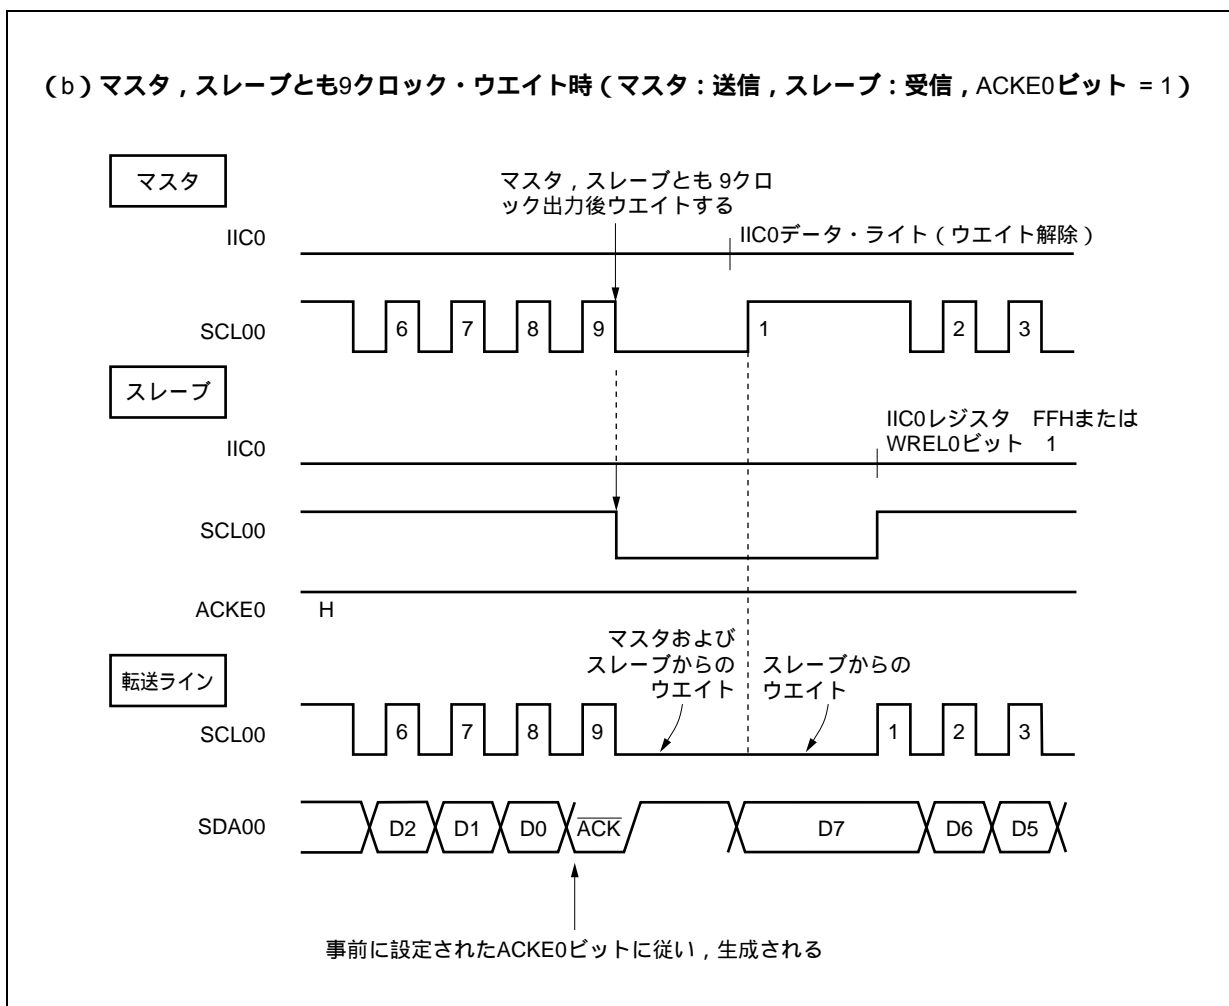 (b)マスタ,スレーブとも9クロック・ウエイト時(マスタ:送信,スレーブ:受信,ACKE0ビット = 1)
マスタ
マスタ,スレーブとも 9クロ
ック出力後ウエイトする
IIC0
IIC0データ・ライト(ウエイト解除)
SCL00
6 7 8 9 1 2 3
スレーブ
IIC0レジスタ FFHまたは
WREL0ビット 1
IIC0
SCL00
ACKE0 H
転送ライン
マスタおよび
スレーブからの
ウエイト
スレーブからの
ウエイト
SCL00
6 7 8 9 1 2 3
SDA00
D2 D1 D0 ACK D7 D6 D5
事前に設定されたACKE0ビットに従い,生成される